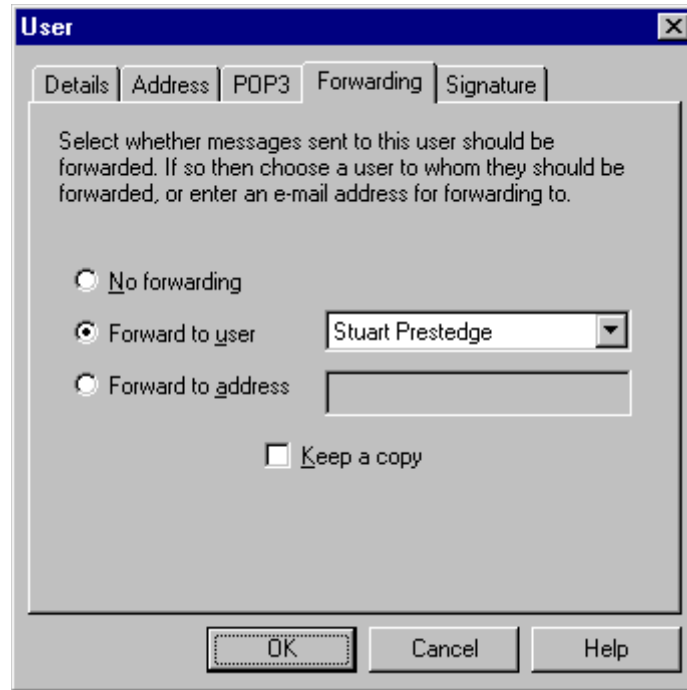 User
Details Address POP3 Forwarding Signature
Select whether messages sent to this user should be
forwarded. If so then choose a user to whom they should be
forwarded, or enter an e-mail address for forwarding to.
No forwarding
Forward to user Stuart Prestedge
Forward to address
Keep a copy
OK Cancel Help